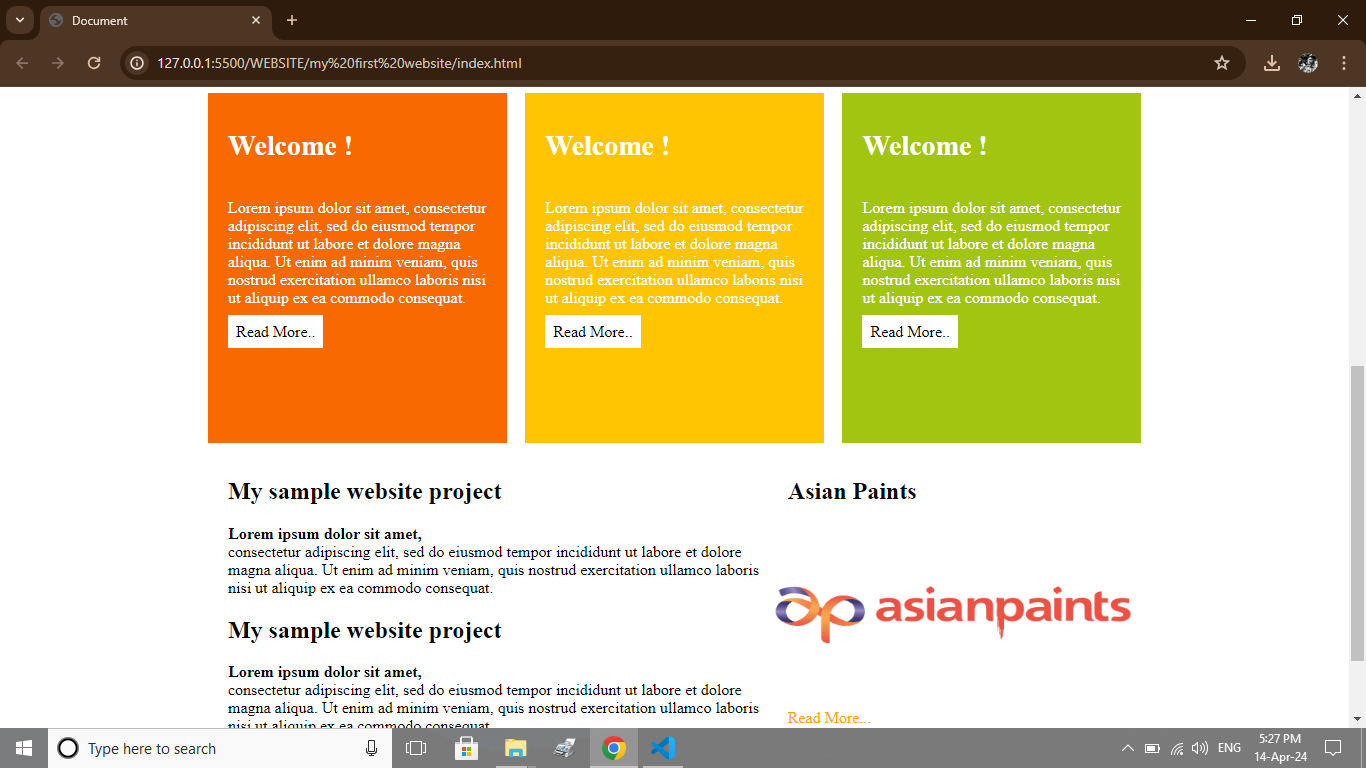 Document
127.0.0.1:5500/WEBSITE/my%20first%20website/index.html
Welcome !
Lorem ipsum dolor sit amet, consectetur
adipiscing elit, sed do eiusmod tempor
incididunt ut labore et dolore magna
aliqua. Ut enim ad minim veniam, quis
nostrud exercitation ullamco laboris nisi
ut aliquip ex ea commodo consequat.
Read More..
Welcome !
Lorem ipsum dolor sit amet, consectetur
adipiscing elit, sed do eiusmod tempor
incididunt ut labore et dolore magna
aliqua. Ut enim ad minim veniam, quis
nostrud exercitation ullamco laboris nisi
ut aliquip ex ea commodo consequat.
Read More..
Welcome !
Lorem ipsum dolor sit amet, consectetur
adipiscing elit, sed do eiusmod tempor
incididunt ut labore et dolore magna
aliqua. Ut enim ad minim veniam, quis
nostrud exercitation ullamco laboris nisi
ut aliquip ex ea commodo consequat.
Read More..
My sample website project
Lorem ipsum dolor sit amet,
consectetur adipiscing elit, sed do eiusmod tempor incididunt ut labore et dolore
magna aliqua. Ut enim ad minim veniam, quis nostrud exercitation ullamco laboris
nisi ut aliquip ex ea commodo consequat.
My sample website project
Lorem ipsum dolor sit amet,
consectetur adipiscing elit, sed do eiusmod tempor incididunt ut labore et dolore
magna aliqua. Ut enim ad minim veniam, quis nostrud exercitation ullamco laboris
nisi ut aliquip ex ea commodo consequat.
Asian Paints
ap asianpaints
Read More...
Type here to search
ENG
5:27 PM
14-Apr-24